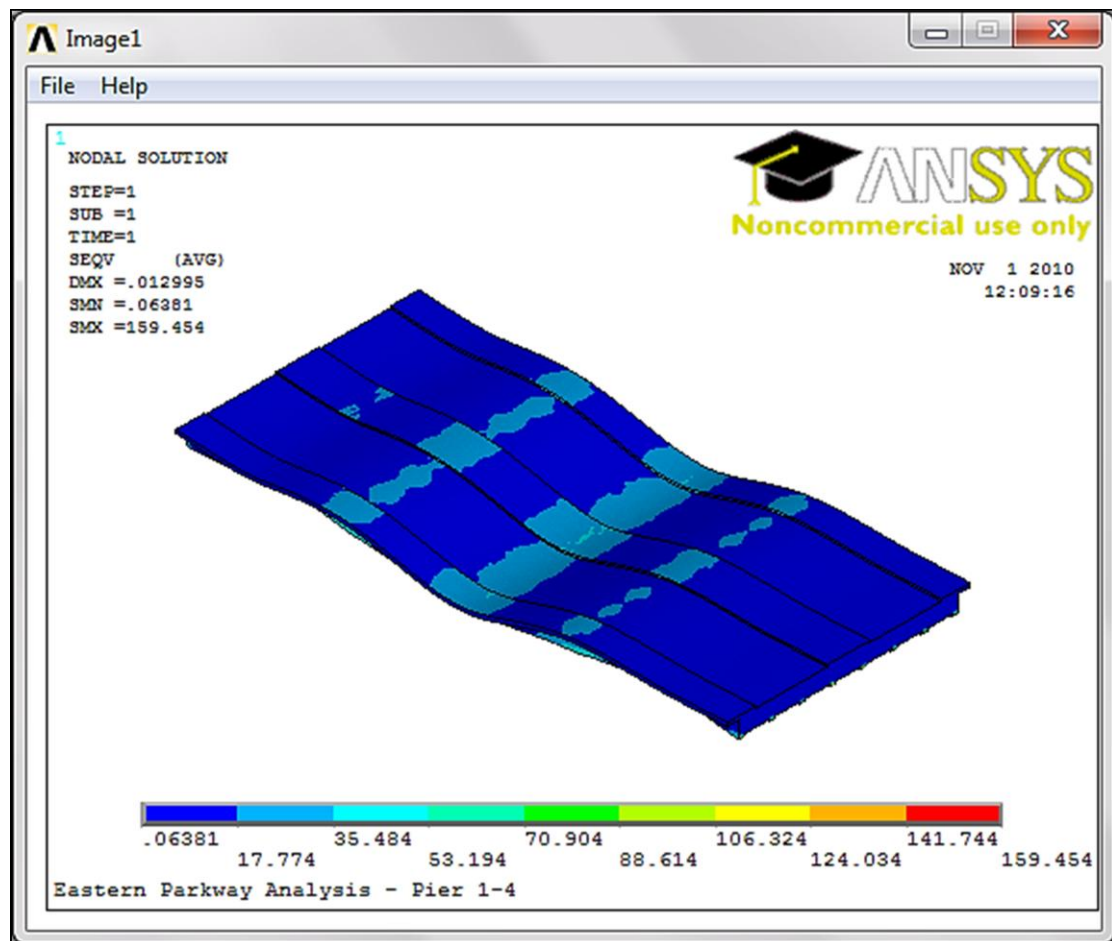 Image1
File Help
1
NODAL SOLUTION
STEP=1
SUB =1
TIME=1
SEQV (AVG)
DMX =.012995
SMN =.06381
SMX =159.454
ANSYS
Noncommercial use only
NOV 1 2010
12:09:16
.06381 35.484 70.904 106.324 141.744
17.774 53.194 88.614 124.034 159.454
Eastern Parkway Analysis - Pier 1-4